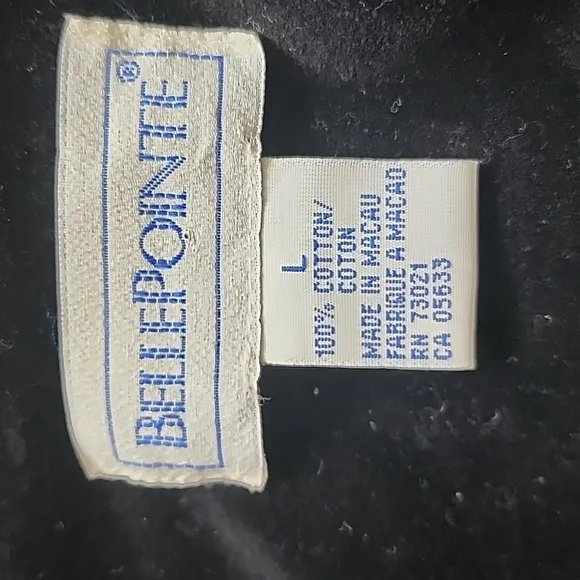 BELLEPOINTE®
L
100% COTTON/
COTON
MADE IN MACAU
FABRIQUE A MACAO
RN 73021
CA 05633